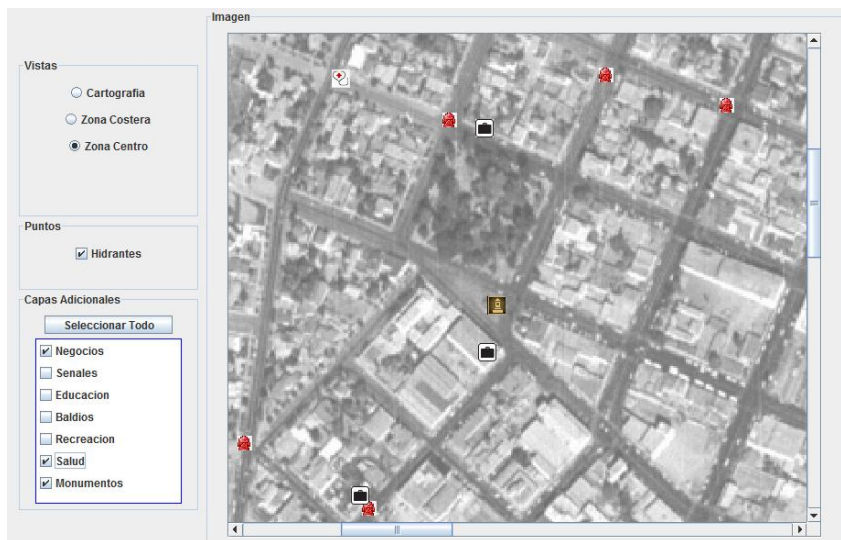 Imagen
Vistas
Cartografia
Zona Costera
Zona Centro
Puntos
Hidrantes
Capas Adicionales
Seleccionar Todo
Negocios
Senales
Educacion
Baldios
Recreacion
Salud
Monumentos